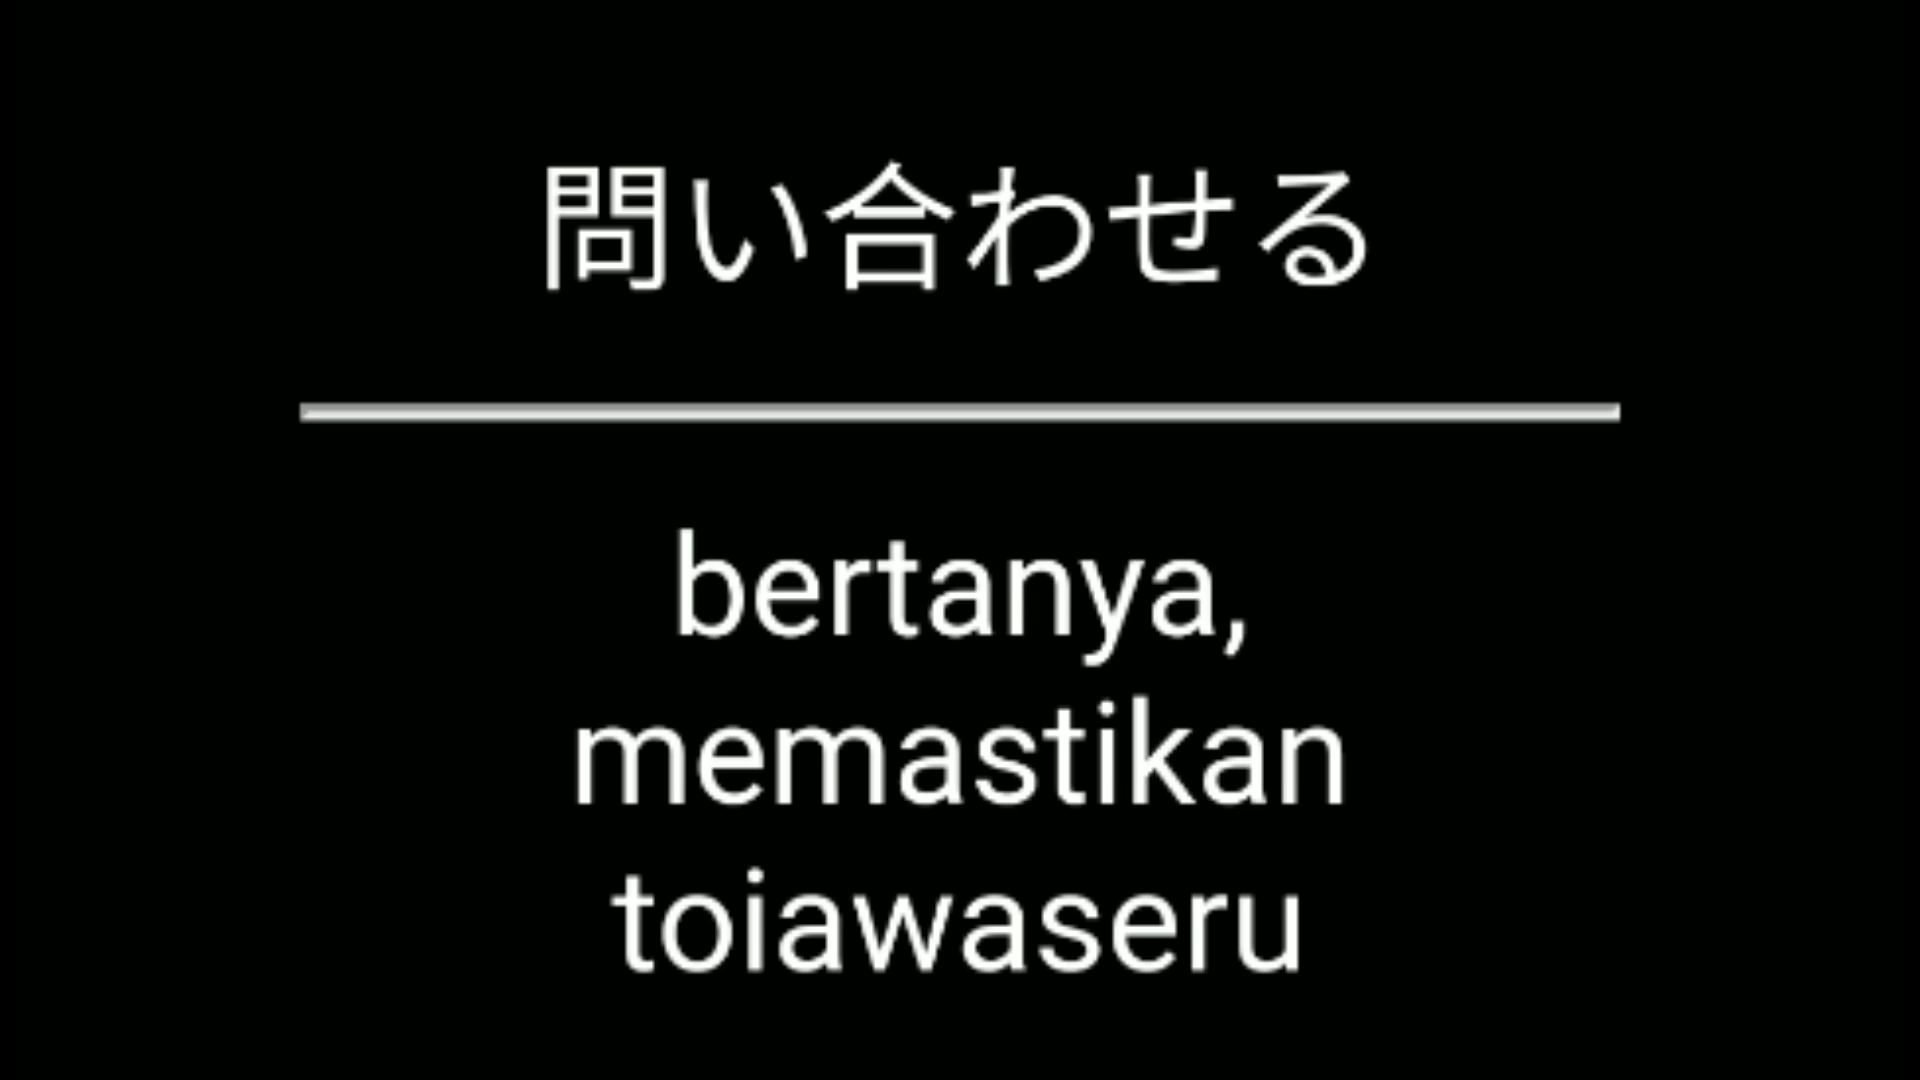 問い合わせる
bertanya,
memastikan
toiawaseru